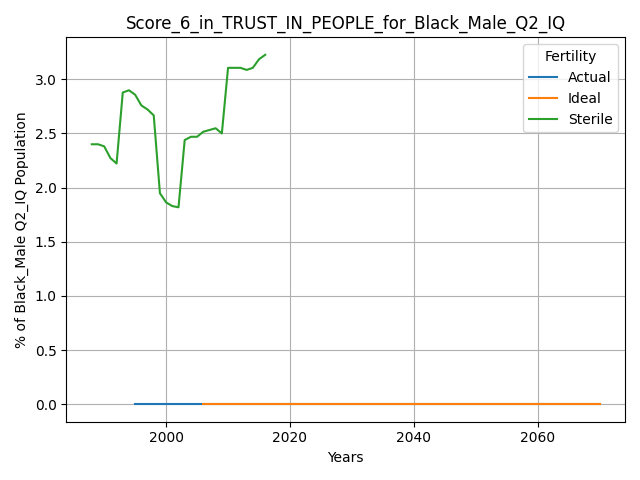 Score_6_in_TRUST_IN_PEOPLE_for_Black_Male_Q2_IQ
Fertility
Actual
Ideal
Sterile
% of Black_Male Q2_IQ Population
3.0
2.5
2.0
1.5
1.0
0.5
0.0
2000
2020
2040
2060
Years